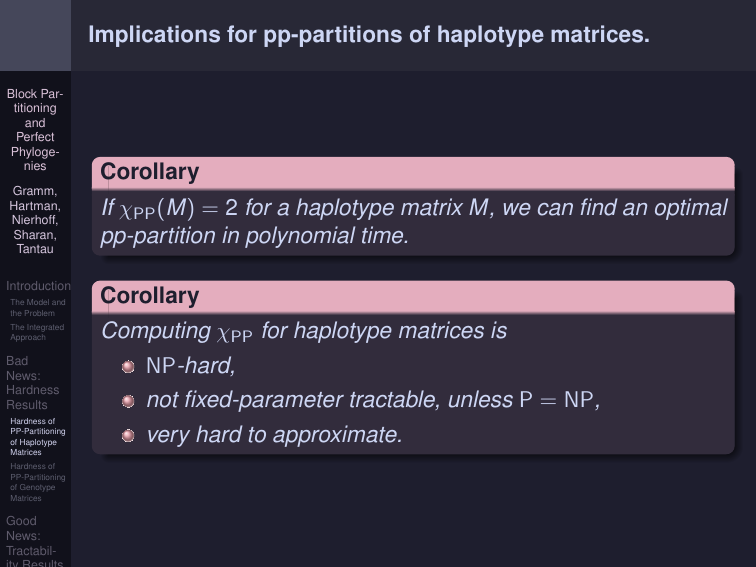 Implications for pp-partitions of haplotype matrices.
Block Par-
titioning
and
Perfect
Phyloge-
nies
Gramm,
Hartman,
Nierhoff,
Sharan,
Tantau
Introduction
The Model and
the Problem
The Integrated
Approach
Bad
News:
Hardness
Results
Hardness of
PP-Partitioning
of Haplotype
Matrices
Hardness of
PP-Partitioning
of Genotype
Matrices
Good
News:
Tractabil-
ity Results
Corollary
If χPP(M) = 2 for a haplotype matrix M, we can find an optimal
pp-partition in polynomial time.
Corollary
Computing χPP for haplotype matrices is
NP-hard,
not fixed-parameter tractable, unless P = NP,
very hard to approximate.